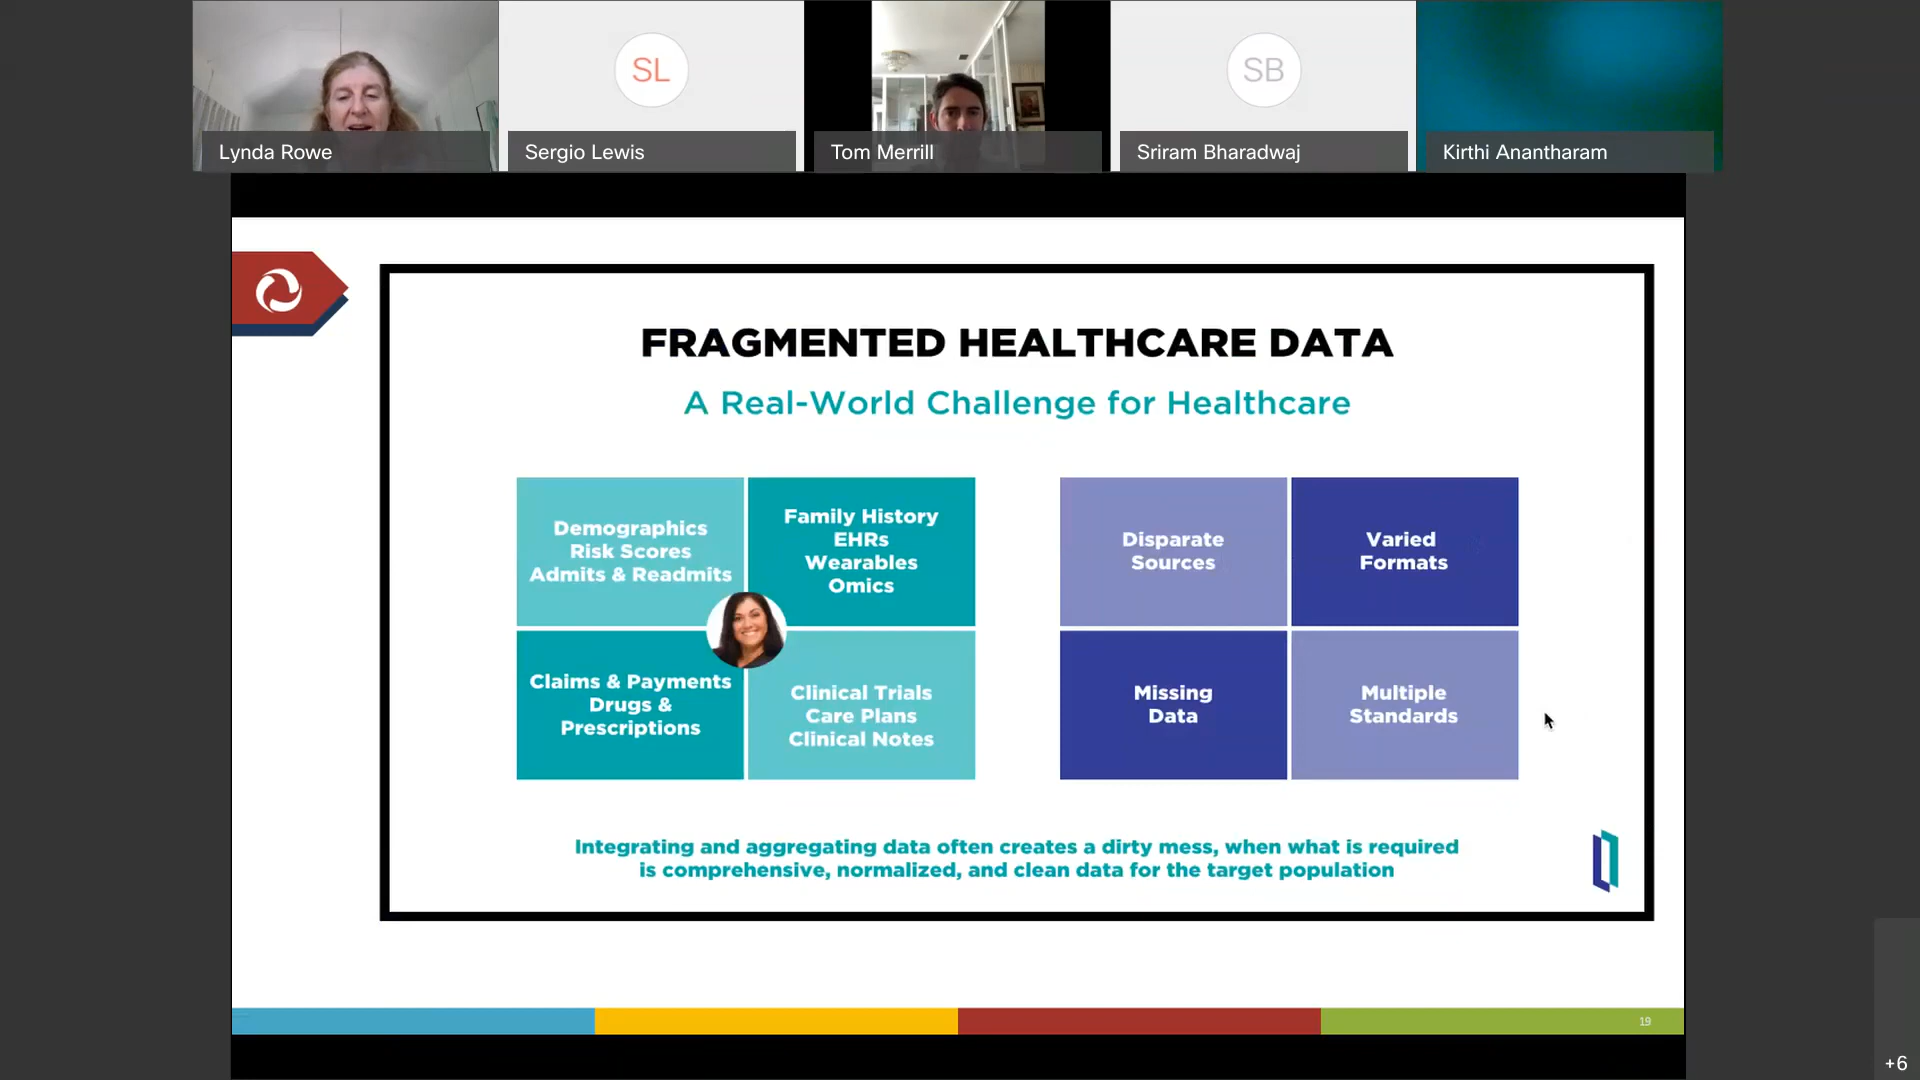 SL
SB
Lynda Rowe
Sergio Lewis
Tom Merrill
Sriram Bharadwaj
Kirthi Anantharam
FRAGMENTED HEALTHCARE DATA
A Real-World Challenge for Healthcare
Demographics
Risk Scores
Admits & Readmits
Family History
EHRs
Wearables
Omics
Claims & Payments
Drugs &
Prescriptions
Clinical Trials
Care Plans
Clinical Notes
Disparate
Sources
Varied
Formats
Missing
Data
Multiple
Standards
Integrating and aggregating data often creates a dirty mess, when what is required
is comprehensive, normalized, and clean data for the target population
19
+6